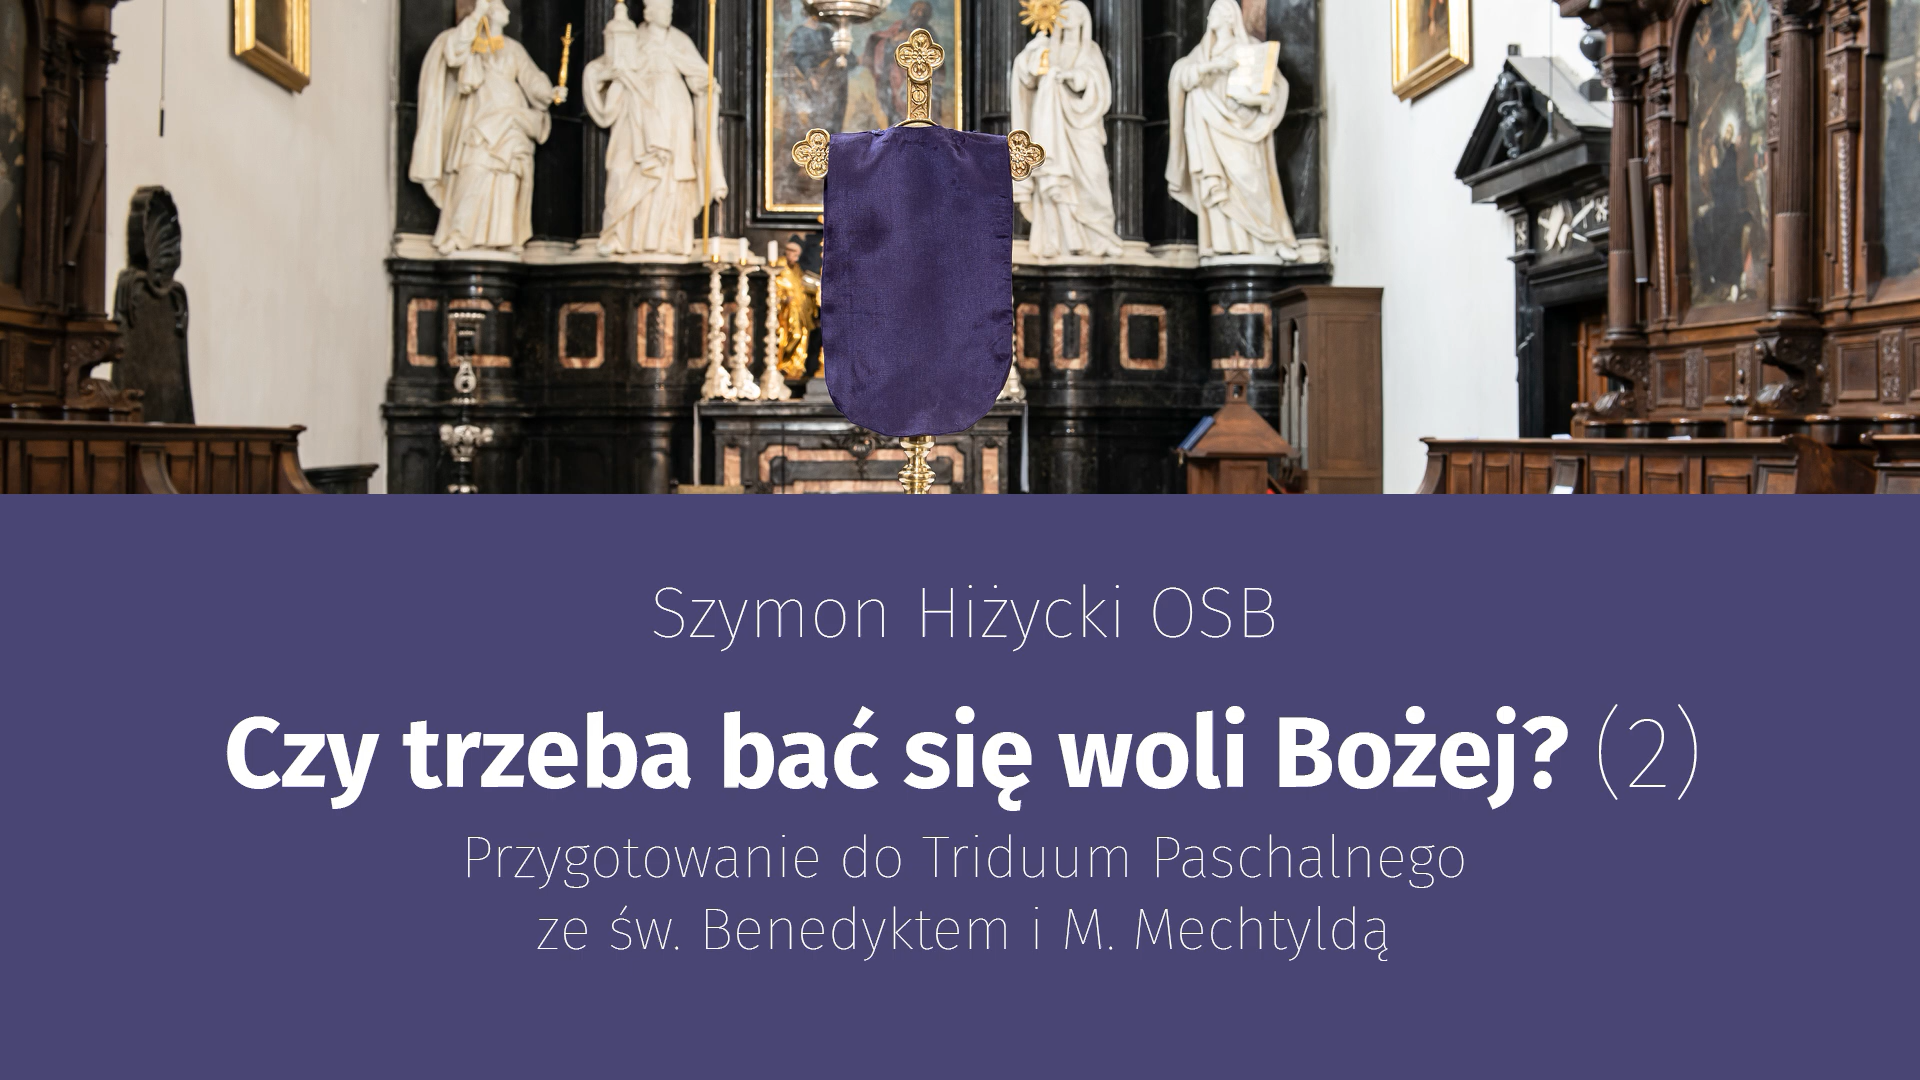 Szymon Hiżycki OSB
Czy trzeba bać się woli Bożej? (2)
Przygotowanie do Triduum Paschalnego
ze św. Benedyktem i M. Mechtyldą